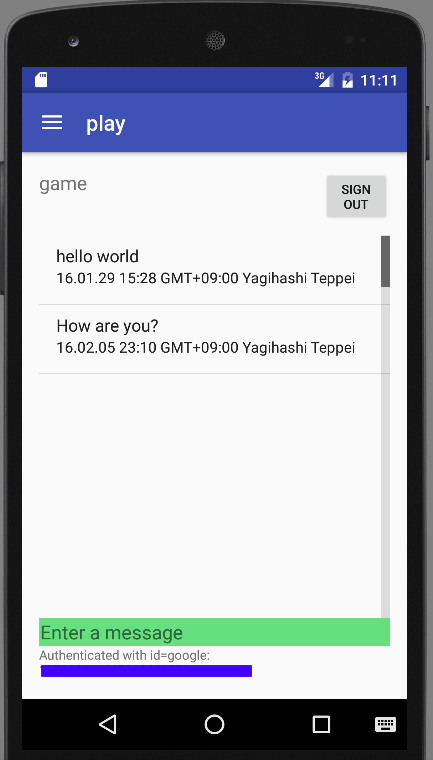 3G 11:11
play
game
SIGN
OUT
hello world
16.01.29 15:28 GMT+09:00 Yagihashi Teppei
How are you?
16.02.05 23:10 GMT+09:00 Yagihashi Teppei
Enter a message
Authenticated with id=google: